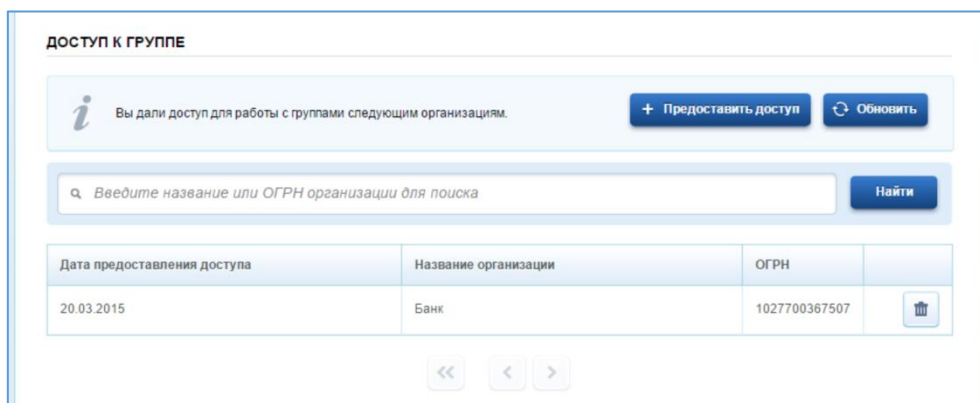 ДОСТУП К ГРУППЕ
Вы дали доступ для работы с группами следующим организациям.
+ Предоставить доступ
Обновить
Введите название или ОГРН организации для поиска
Найти
Дата предоставления доступа Название организации ОГРН
20.03.2015 Банк 1027700367507